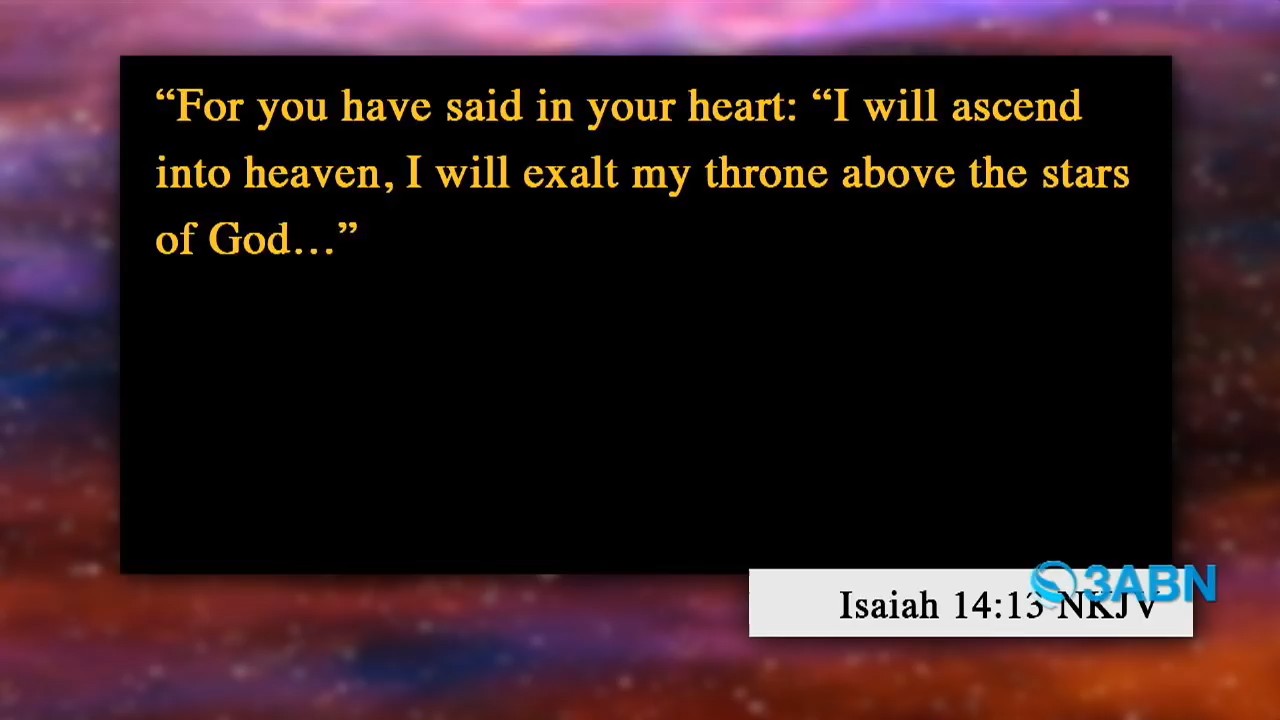 “For you have said in your heart: “I will ascend
into heaven, I will exalt my throne above the stars
of God...”
Isaiah 14:13 NKJV
3ABN